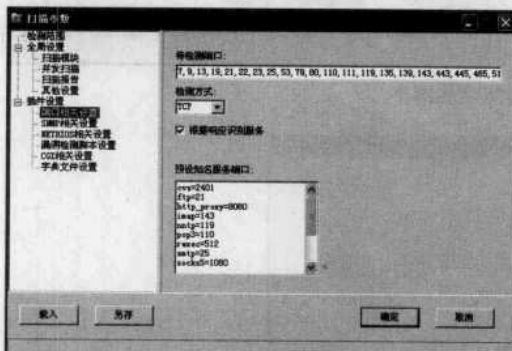 扫描参数
检测范围
全局设置
扫描模块
并发扫描
扫描报告
其他设置
插件设置
端口相关设置
SNMP相关设置
NETBIOS相关设置
漏洞检测脚本设置
CGI相关设置
字典文件设置
待检测端口:
7,9,13,19,21,22,23,25,53,79,80,110,111,119,135,139,143,443,445,465,51
检测方式:
TCP
根据响应识别服务
预设知名服务端口:
cvs=2401
ftp=21
http_proxy=8080
imap=143
nntp=119
pop3=110
rexec=512
smtp=25
socks5=1080
载入
另存
确定
取消